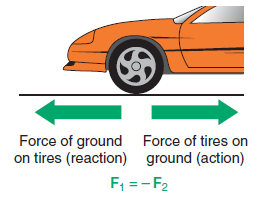 Force of ground
on tires (reaction)
Force of tires on
ground (action)
F₁ = – F₂